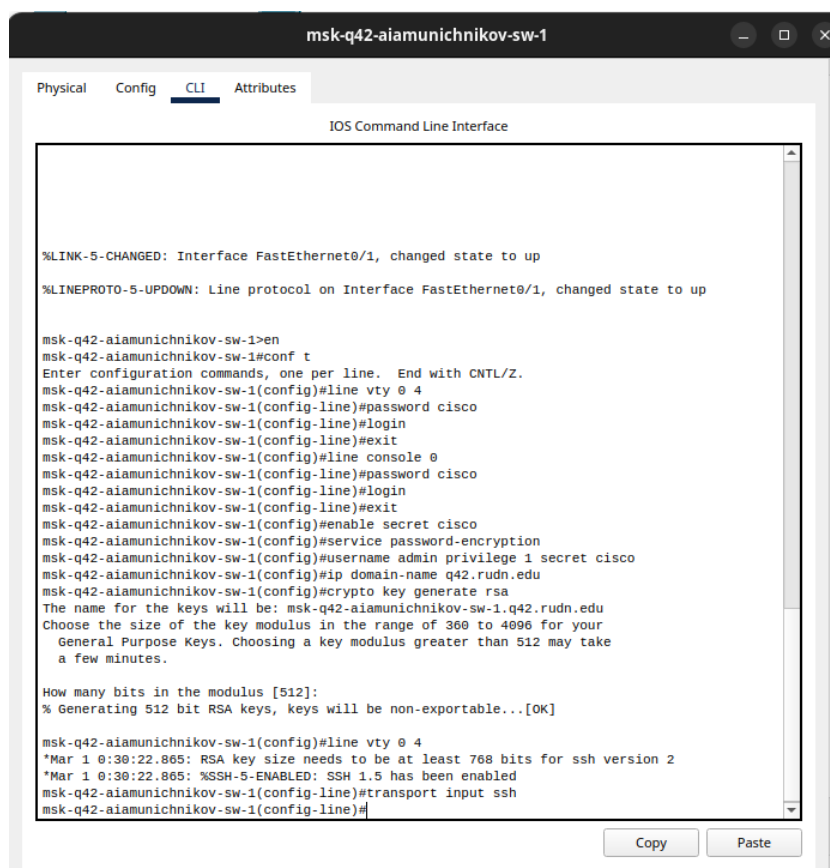 msk-q42-aiamunichnikov-sw-1
Physical Config CLI Attributes
IOS Command Line Interface
%LINK-5-CHANGED: Interface FastEthernet0/1, changed state to up
%LINEPROTO-5-UPDOWN: Line protocol on Interface FastEthernet0/1, changed state to up
msk-q42-aiamunichnikov-sw-1>en
msk-q42-aiamunichnikov-sw-1#conf t
Enter configuration commands, one per line.  End with CNTL/Z.
msk-q42-aiamunichnikov-sw-1(config)#line vty 0 4
msk-q42-aiamunichnikov-sw-1(config-line)#password cisco
msk-q42-aiamunichnikov-sw-1(config-line)#login
msk-q42-aiamunichnikov-sw-1(config-line)#exit
msk-q42-aiamunichnikov-sw-1(config)#line console 0
msk-q42-aiamunichnikov-sw-1(config-line)#password cisco
msk-q42-aiamunichnikov-sw-1(config-line)#login
msk-q42-aiamunichnikov-sw-1(config-line)#exit
msk-q42-aiamunichnikov-sw-1(config)#enable secret cisco
msk-q42-aiamunichnikov-sw-1(config)#service password-encryption
msk-q42-aiamunichnikov-sw-1(config)#username admin privilege 1 secret cisco
msk-q42-aiamunichnikov-sw-1(config)#ip domain-name q42.rudn.edu
msk-q42-aiamunichnikov-sw-1(config)#crypto key generate rsa
The name for the keys will be: msk-q42-aiamunichnikov-sw-1.q42.rudn.edu
Choose the size of the key modulus in the range of 360 to 4096 for your
  General Purpose Keys. Choosing a key modulus greater than 512 may take
  a few minutes.
How many bits in the modulus [512]:
% Generating 512 bit RSA keys, keys will be non-exportable...[OK]
msk-q42-aiamunichnikov-sw-1(config)#line vty 0 4
*Mar 1 0:30:22.865: RSA key size needs to be at least 768 bits for ssh version 2
*Mar 1 0:30:22.865: %SSH-5-ENABLED: SSH 1.5 has been enabled
msk-q42-aiamunichnikov-sw-1(config-line)#transport input ssh
msk-q42-aiamunichnikov-sw-1(config-line)#
Copy Paste